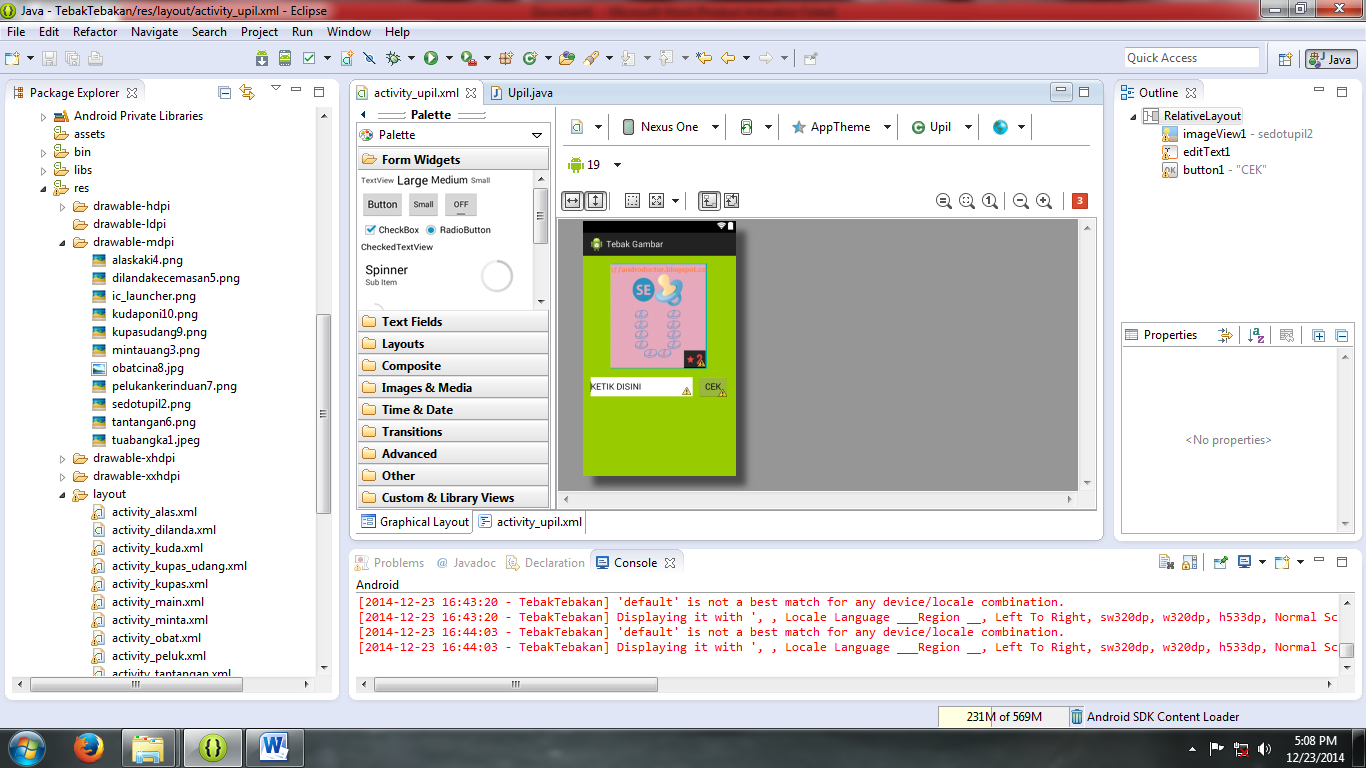 Java - TebakTebakan/res/layout/activity_upil.xml - Eclipse
File Edit Refactor Navigate Search Project Run Window Help
Quick Access
Java
Package Explorer
Android Private Libraries
assets
bin
libs
res
drawable-hdpi
drawable-ldpi
drawable-mdpi
alaskaki4.png
dilandakecemasan5.png
ic_launcher.png
kudaponi10.png
kupasudang9.png
mintauang3.png
obatcina8.jpg
pelukankerinduan7.png
sedotupil2.png
tantangan6.png
tuabangka1.jpeg
drawable-xhdpi
drawable-xxhdpi
layout
activity_alas.xml
activity_dilanda.xml
activity_kuda.xml
activity_kupas_udang.xml
activity_kupas.xml
activity_main.xml
activity_minta.xml
activity_obat.xml
activity_peluk.xml
activity_tantangan.xml
activity_upil.xml
Upil.java
Palette
Palette
Form Widgets
TextView Large Medium Small
Button Small OFF
CheckBox RadioButton
CheckedTextView
Spinner
Sub Item
Text Fields
Layouts
Composite
Images & Media
Time & Date
Transitions
Advanced
Other
Custom & Library Views
Graphical Layout
activity_upil.xml
Nexus One
AppTheme
Upil
19
3
Tebak Gambar
://androdoctor.blogspot.co
SE
KETIK DISINI
CEK
Outline
RelativeLayout
imageView1 - sedotupil2
editText1
button1 - "CEK"
Properties
<No properties>
Problems
@ Javadoc
Declaration
Console
Android
[2014-12-23 16:43:20 - TebakTebakan] 'default' is not a best match for any device/locale combination.
[2014-12-23 16:43:20 - TebakTebakan] Displaying it with ', , Locale Language ___Region __, Left To Right, sw320dp, w320dp, h533dp, Normal Sc
[2014-12-23 16:44:03 - TebakTebakan] 'default' is not a best match for any device/locale combination.
[2014-12-23 16:44:03 - TebakTebakan] Displaying it with ', , Locale Language ___Region __, Left To Right, sw320dp, w320dp, h533dp, Normal Sc
231M of 569M
Android SDK Content Loader
5:08 PM
12/23/2014